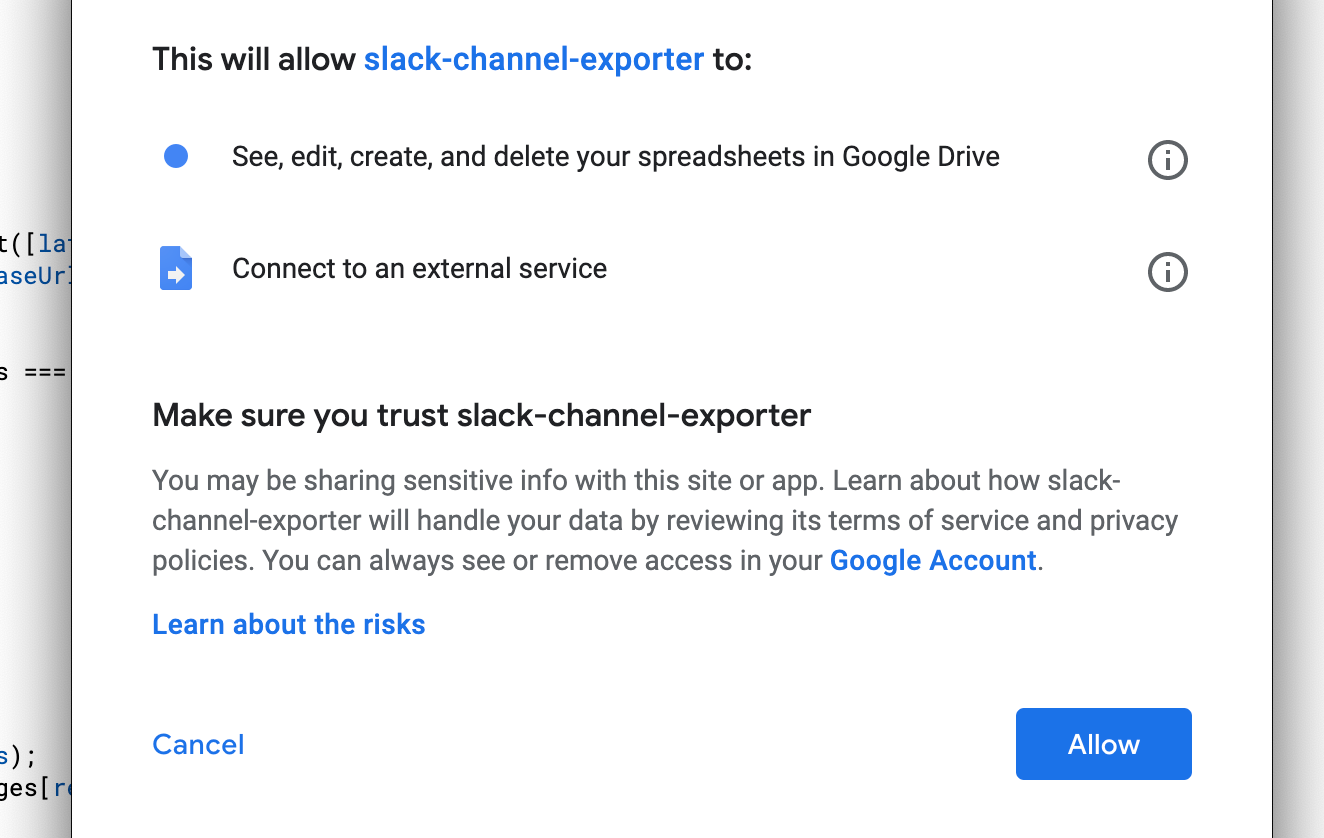 This will allow slack-channel-exporter to:
See, edit, create, and delete your spreadsheets in Google Drive
t([la
aseUrl
Connect to an external service
s ===
Make sure you trust slack-channel-exporter
You may be sharing sensitive info with this site or app. Learn about how slack-
channel-exporter will handle your data by reviewing its terms of service and privacy
policies. You can always see or remove access in your Google Account.
Learn about the risks
s);
ges[re
Cancel
Allow